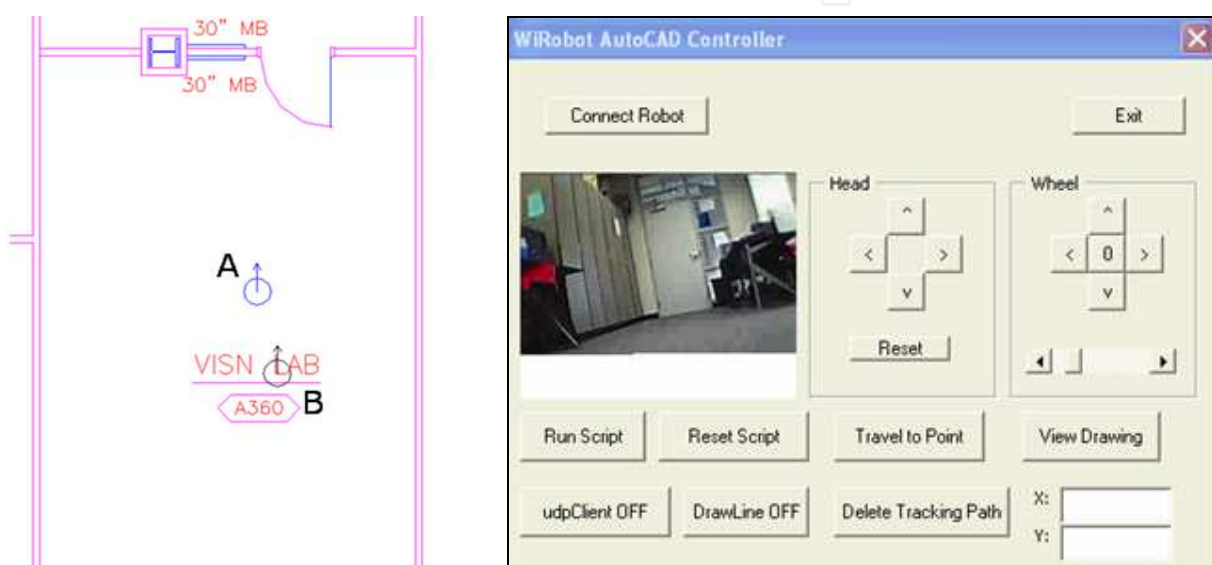 30" MB
30" MB
A
VISN LAB
A360
B
WiRobot AutoCAD Controller
Connect Robot
Exit
Head
Wheel
^
^
< >
< 0 >
v
v
Reset
Run Script
Reset Script
Travel to Point
View Drawing
udpClient OFF
DrawLine OFF
Delete Tracking Path
X:
Y: